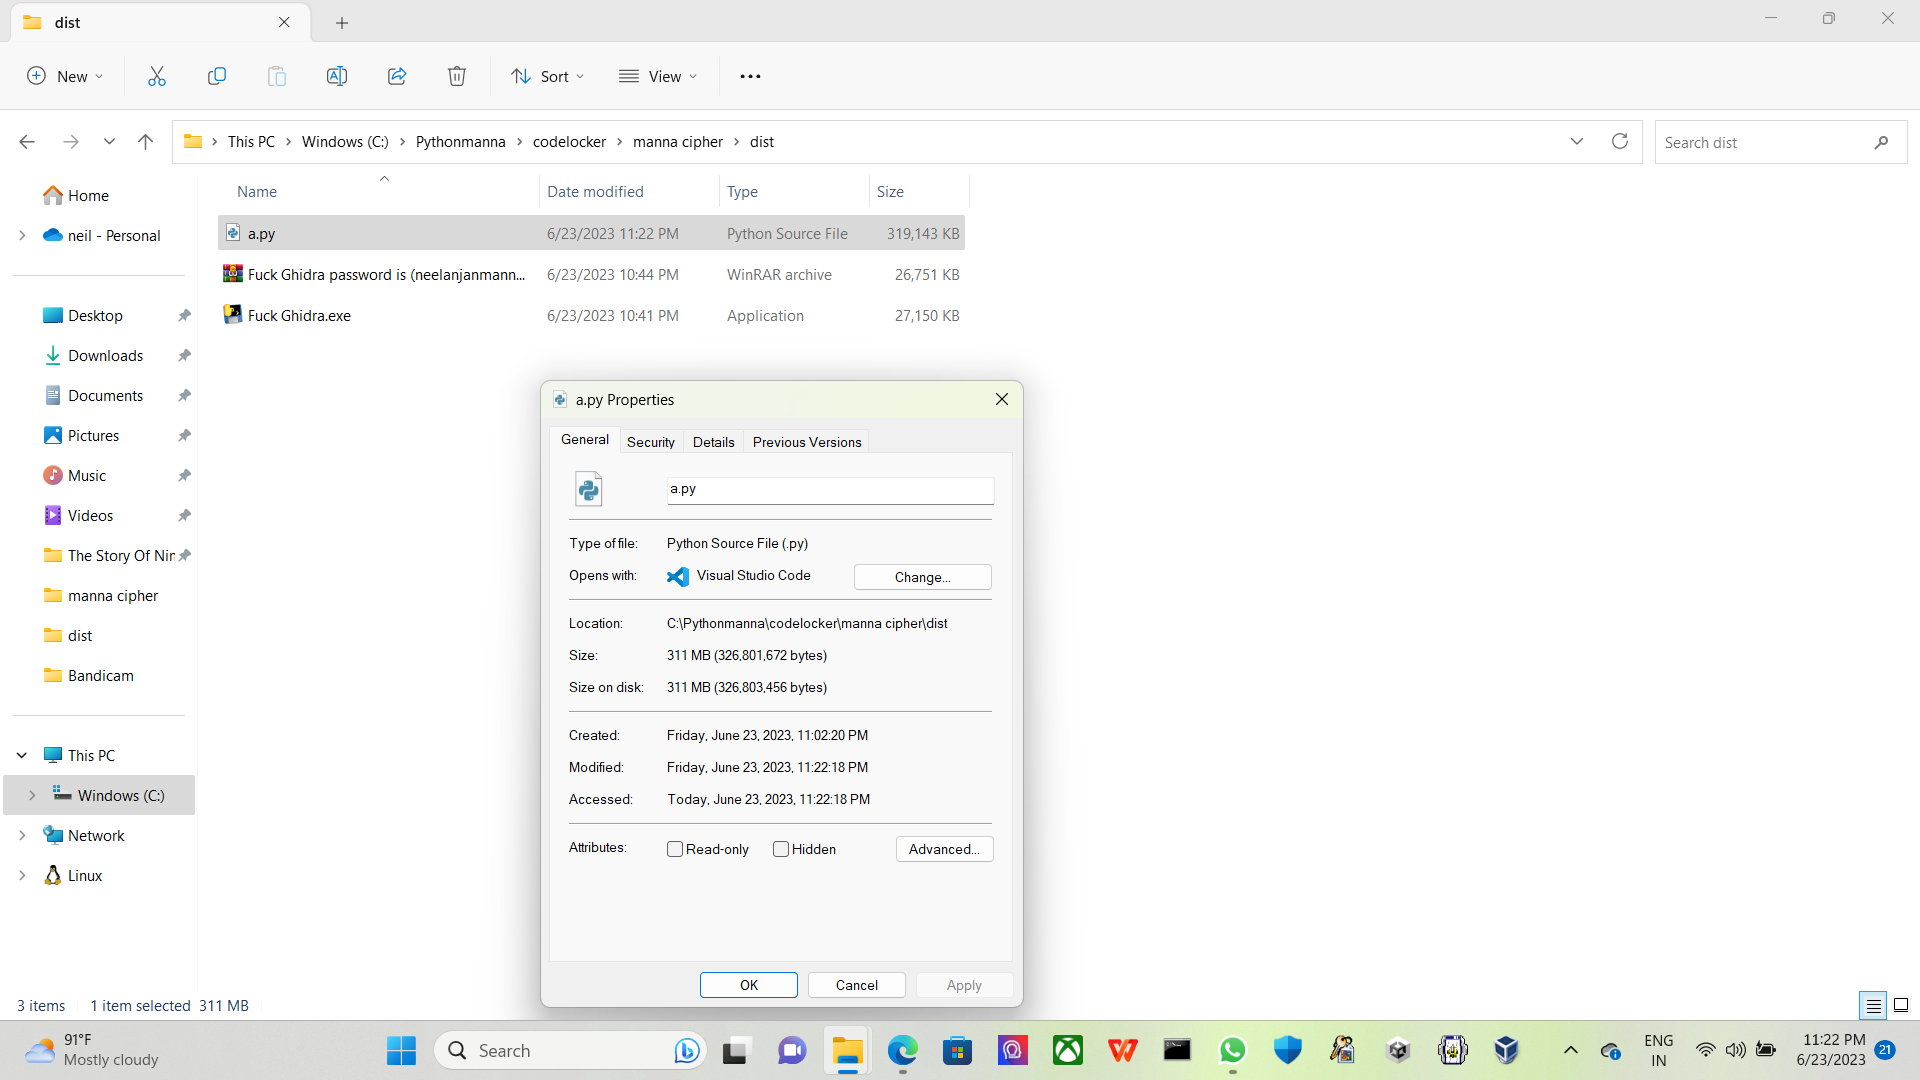 dist
New
Sort
View
This PC
Windows (C:)
Pythonmanna
codelocker
manna cipher
dist
Search dist
Name
Date modified
Type
Size
a.py
6/23/2023 11:22 PM
Python Source File
319,143 KB
Fuck Ghidra password is (neelanjanmann...
6/23/2023 10:44 PM
WinRAR archive
26,751 KB
Fuck Ghidra.exe
6/23/2023 10:41 PM
Application
27,150 KB
Home
neil - Personal
Desktop
Downloads
Documents
Pictures
Music
Videos
The Story Of Nin
manna cipher
dist
Bandicam
This PC
Windows (C:)
Network
Linux
a.py Properties
General
Security
Details
Previous Versions
a.py
Type of file:
Python Source File (.py)
Opens with:
Visual Studio Code
Change...
Location:
C:\Pythonmanna\codelocker\manna cipher\dist
Size:
311 MB (326,801,672 bytes)
Size on disk:
311 MB (326,803,456 bytes)
Created:
Friday, June 23, 2023, 11:02:20 PM
Modified:
Friday, June 23, 2023, 11:22:18 PM
Accessed:
Today, June 23, 2023, 11:22:18 PM
Attributes:
Read-only
Hidden
Advanced...
OK
Cancel
Apply
3 items
1 item selected 311 MB
91°F
Mostly cloudy
Search
ENG
IN
11:22 PM
6/23/2023
21